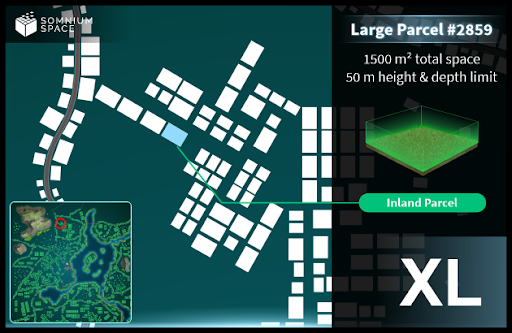 SOMNIUM
SPACE
Large Parcel #2859
1500 m² total space
50 m height & depth limit
Inland Parcel
XL